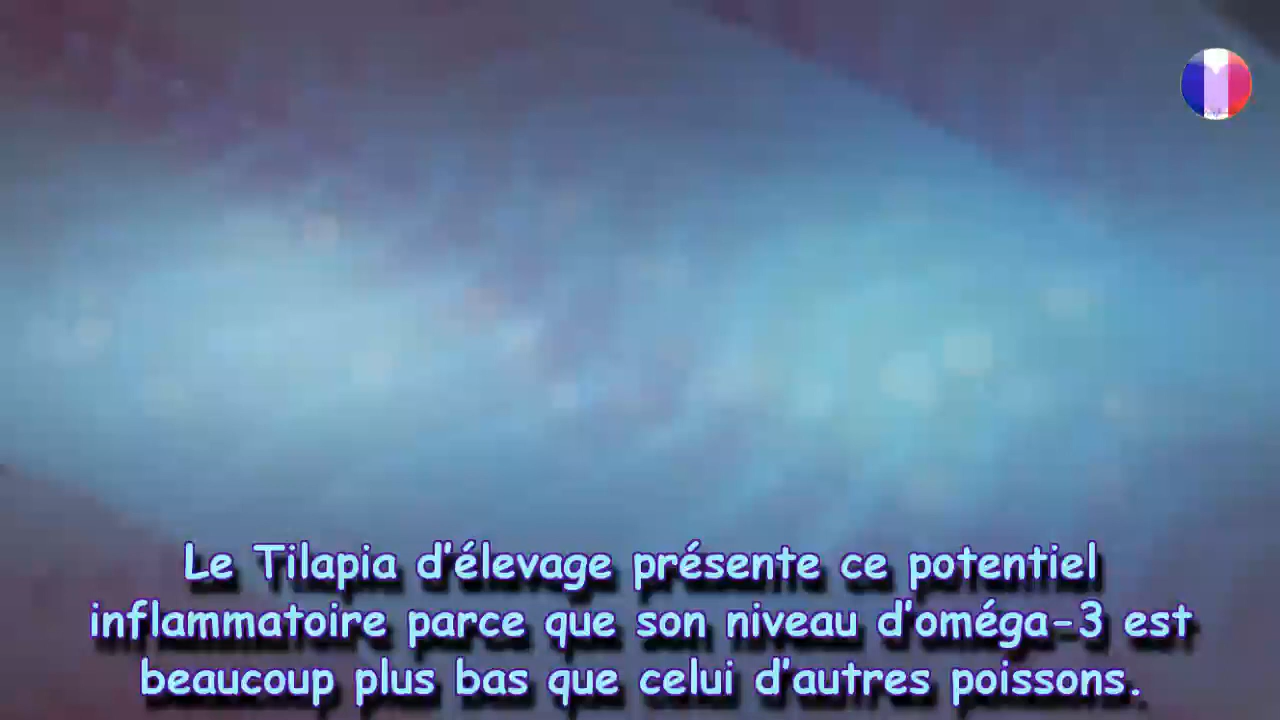 Le Tilapia d'élevage présente ce potentiel
inflammatoire parce que son niveau d'oméga-3 est
beaucoup plus bas que celui d'autres poissons.